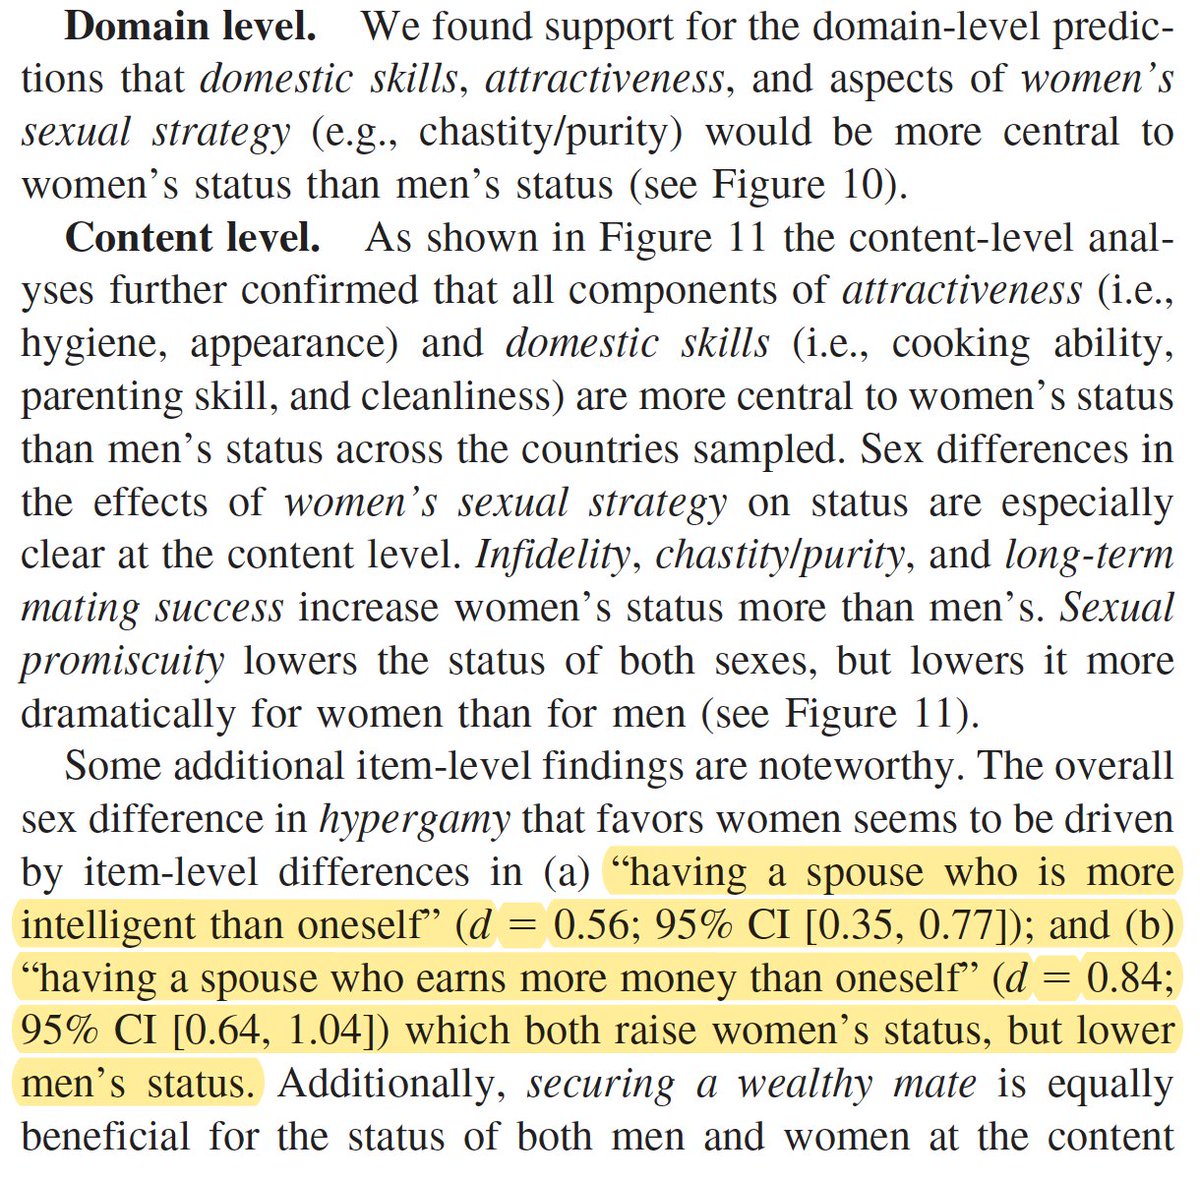 Domain level. We found support for the domain-level predic-
tions that domestic skills, attractiveness, and aspects of women’s
sexual strategy (e.g., chastity/purity) would be more central to
women’s status than men’s status (see Figure 10).
Content level. As shown in Figure 11 the content-level anal-
yses further confirmed that all components of attractiveness (i.e.,
hygiene, appearance) and domestic skills (i.e., cooking ability,
parenting skill, and cleanliness) are more central to women’s status
than men’s status across the countries sampled. Sex differences in
the effects of women’s sexual strategy on status are especially
clear at the content level. Infidelity, chastity/purity, and long-term
mating success increase women’s status more than men’s. Sexual
promiscuity lowers the status of both sexes, but lowers it more
dramatically for women than for men (see Figure 11).
Some additional item-level findings are noteworthy. The overall
sex difference in hypergamy that favors women seems to be driven
by item-level differences in (a) “having a spouse who is more
intelligent than oneself” (d = 0.56; 95% CI [0.35, 0.77]); and (b)
“having a spouse who earns more money than oneself” (d = 0.84;
95% CI [0.64, 1.04]) which both raise women’s status, but lower
men’s status. Additionally, securing a wealthy mate is equally
beneficial for the status of both men and women at the content